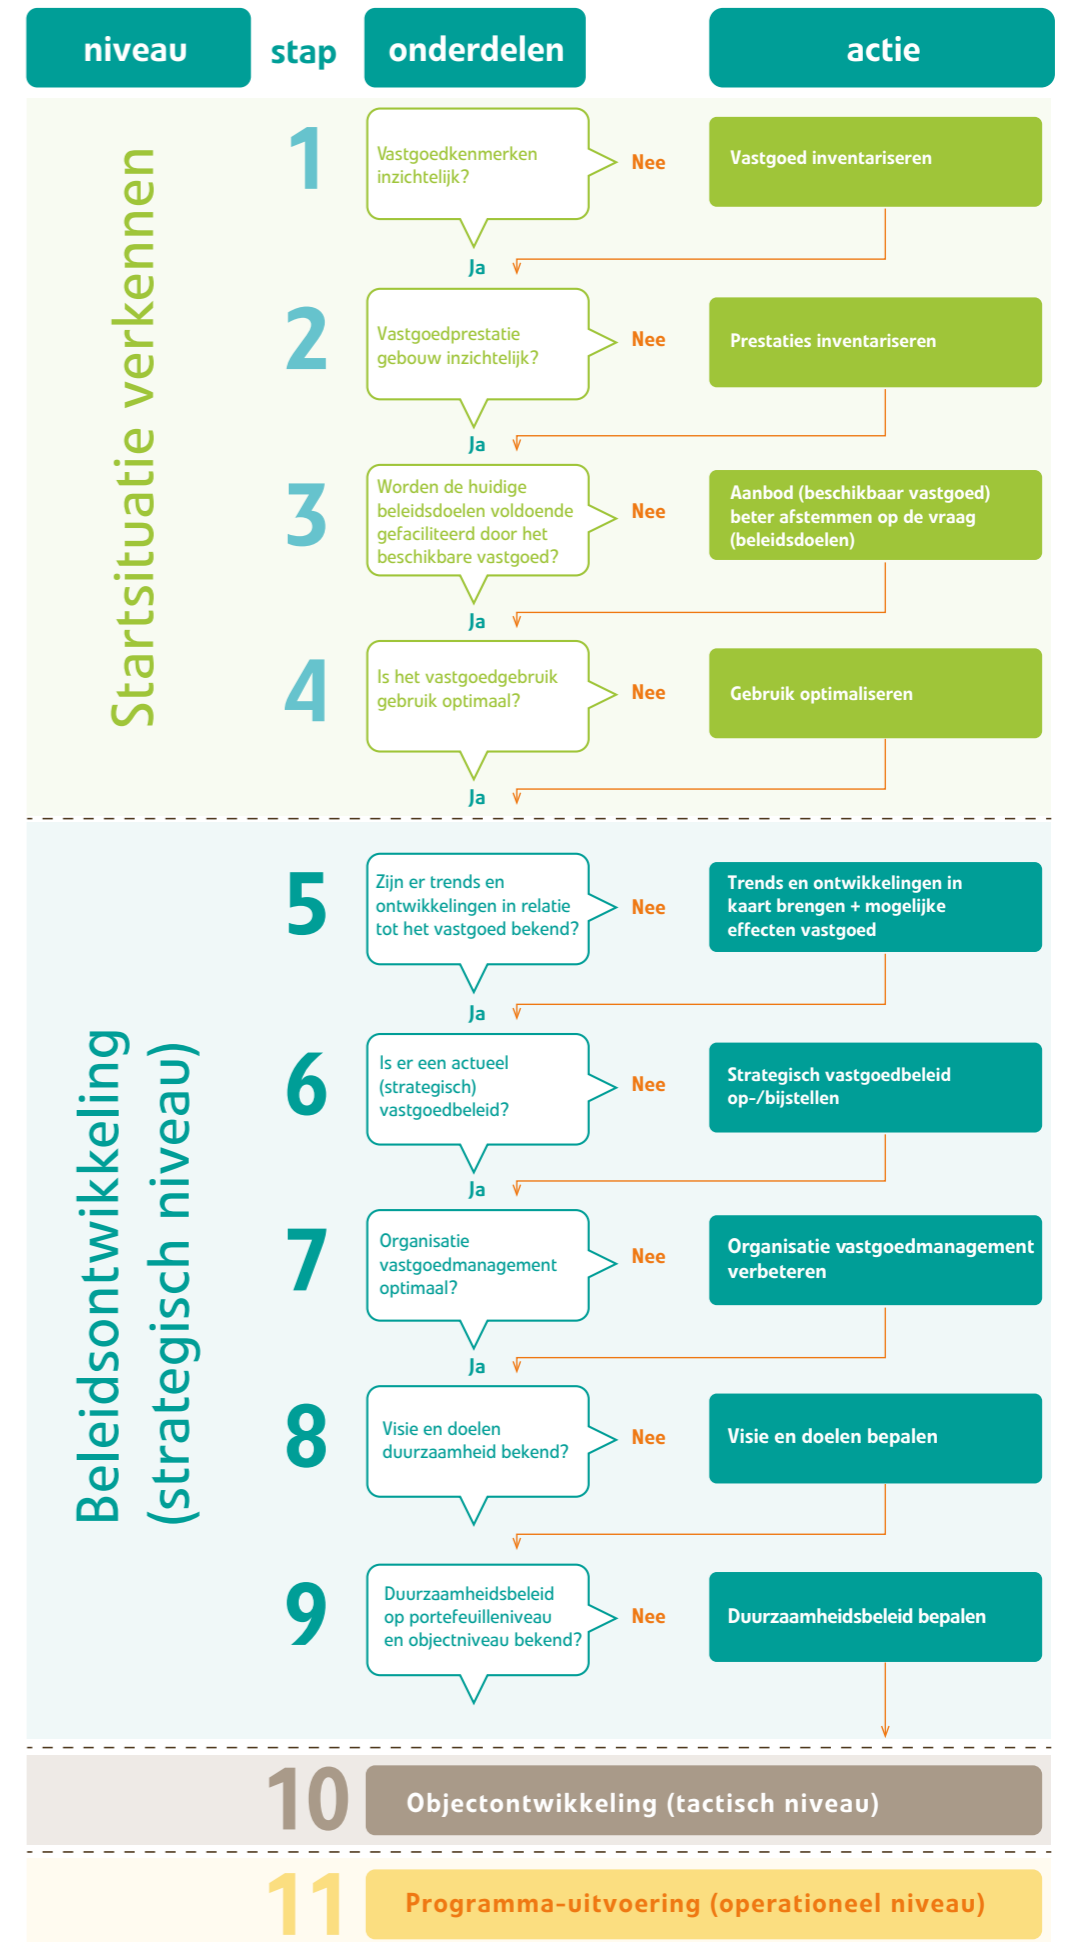 niveau
stap
onderdelen
actie
Startsituatie verkennen
1
Vastgoedkenmerken
inzichtelijk?
Nee
Vastgoed inventariseren
Ja
2
Vastgoedprestatie
gebouw inzichtelijk?
Nee
Prestaties inventariseren
Ja
3
Worden de huidige
beleidsdoelen voldoende
gefaciliteerd door het
beschikbare vastgoed?
Nee
Aanbod (beschikbaar vastgoed)
beter afstemmen op de vraag
(beleidsdoelen)
Ja
4
Is het vastgoedgebruik
gebruik optimaal?
Nee
Gebruik optimaliseren
Ja
Beleidsontwikkeling
(strategisch niveau)
5
Zijn er trends en
ontwikkelingen in relatie
tot het vastgoed bekend?
Nee
Trends en ontwikkelingen in
kaart brengen + mogelijke
effecten vastgoed
Ja
6
Is er een actueel
(strategisch)
vastgoedbeleid?
Nee
Strategisch vastgoedbeleid
op-/bijstellen
Ja
7
Organisatie
vastgoedmanagement
optimaal?
Nee
Organisatie vastgoedmanagement
verbeteren
Ja
8
Visie en doelen
duurzaamheid bekend?
Nee
Visie en doelen bepalen
9
Duurzaamheidsbeleid
op portefeuilleniveau
en objectniveau bekend?
Nee
Duurzaamheidsbeleid bepalen
10
Objectontwikkeling (tactisch niveau)
11
Programma-uitvoering (operationeel niveau)